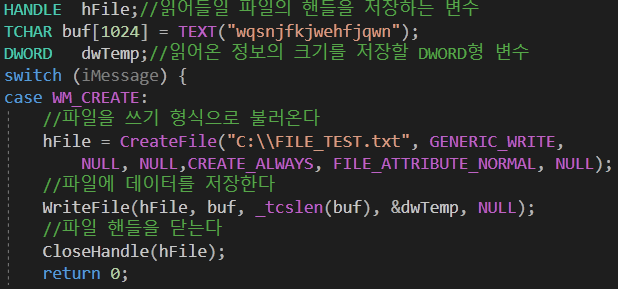 HANDLE  hFile;//읽어들일 파일의 핸들을 저장하는 변수
TCHAR buf[1024] = TEXT("wqsnjfkjwehfjqwn");
DWORD   dwTemp;//읽어온 정보의 크기를 저장할 DWORD형 변수
switch (iMessage) {
case WM_CREATE:
    //파일을 쓰기 형식으로 불러온다
    hFile = CreateFile("C:\\FILE_TEST.txt", GENERIC_WRITE,
        NULL, NULL,CREATE_ALWAYS, FILE_ATTRIBUTE_NORMAL, NULL);
    //파일에 데이터를 저장한다
    WriteFile(hFile, buf, _tcslen(buf), &dwTemp, NULL);
    //파일 핸들을 닫는다
    CloseHandle(hFile);
    return 0;